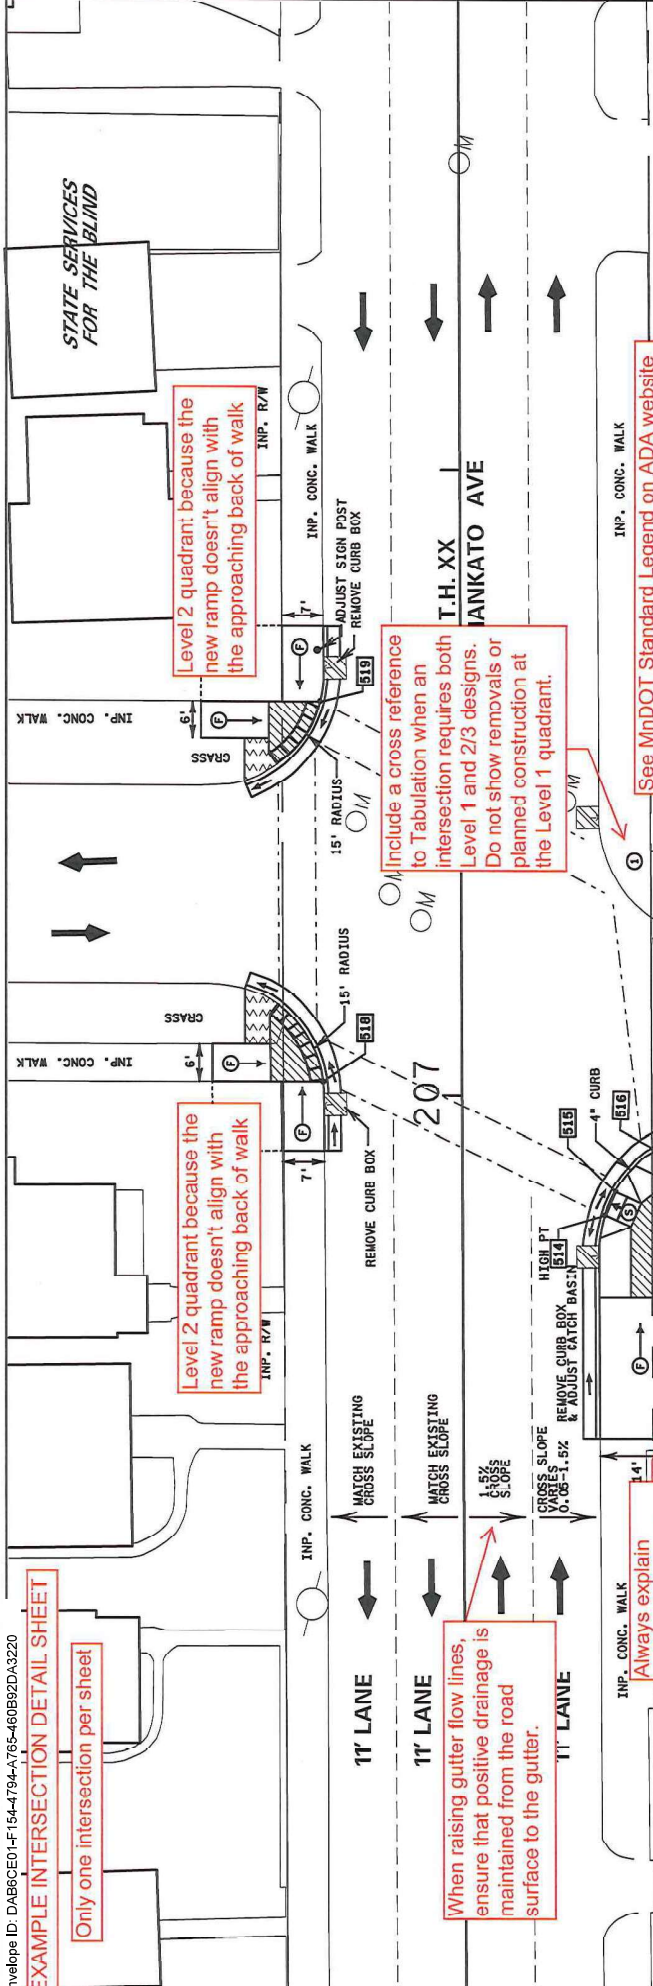 nvelope ID: DAB6CE01-F154-4794-A765-460B92DA3220
EXAMPLE INTERSECTION DETAIL SHEET
Only one intersection per sheet
STATE SERVICES
FOR THE BLIND
Level 2 quadrant because the
new ramp doesn't align with
the approaching back of walk
INP. R/W
INP. CONC. WALK
7'
ADJUST SIGN POST
REMOVE CURB BOX
519
F
F
6'
INP. CONC. WALK
GRASS
15' RADIUS
M
M
M
M
M
T.H. XX
ANKATO AVE
Include a cross reference
to Tabulation when an
intersection requires both
Level 1 and 2/3 designs.
Do not show removals or
planned construction at
the Level 1 quadrant.
1
INP. CONC. WALK
See MnDOT Standard Legend on ADA website
GRASS
INP. CONC. WALK
6'
F
F
7'
15' RADIUS
518
REMOVE CURB BOX
207
Level 2 quadrant because the
new ramp doesn't align with
the approaching back of walk
INP. R/W
515
4" CURB
516
HIGH PT
514
S
REMOVE CURB BOX
& ADJUST CATCH BASIN
F
14'
INP. CONC. WALK
MATCH EXISTING
CROSS SLOPE
MATCH EXISTING
CROSS SLOPE
1.5%
CROSS
SLOPE
CROSS SLOPE
VARIES
0.05-1.5%
11' LANE
11' LANE
11' LANE
When raising gutter flow lines,
ensure that positive drainage is
maintained from the road
surface to the gutter.
INP. CONC. WALK
Always explain